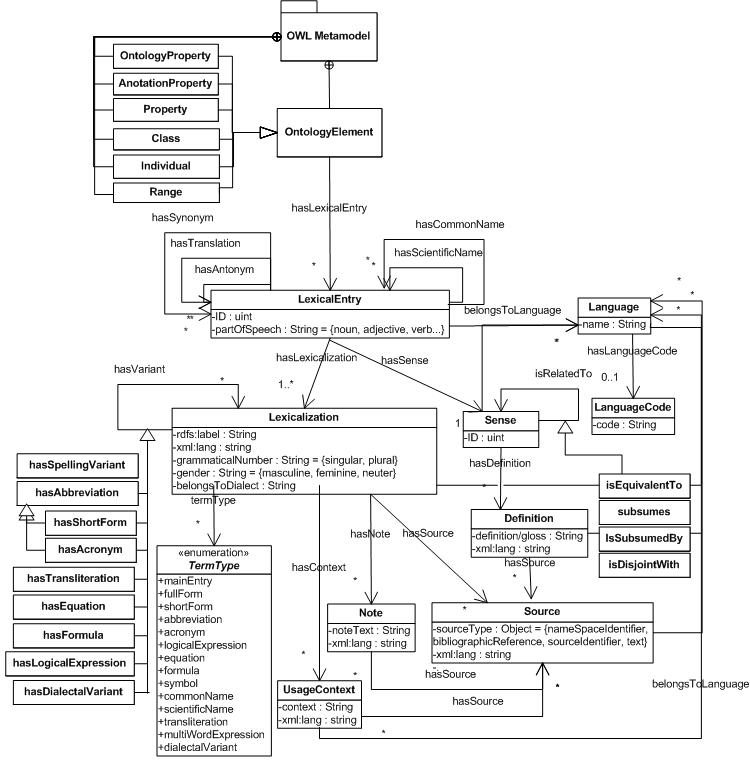 OWL Metamodel
OntologyProperty
AnotationProperty
Property
Class
Individual
Range
OntologyElement
hasLexicalEntry
hasSynonym
hasTranslation
hasAntonym
hasCommonName
hasScientificName
*
*
*
LexicalEntry
-ID : uint
-partOfSpeech : String = {noun, adjective, verb...}
**
*
belongsToLanguage
*
*
*
*
Language
-name : String
hasLanguageCode
0..1
LanguageCode
-code : String
hasLexicalization
1..*
hasSense
1
isRelatedTo
Sense
-ID : uint
hasVariant
*
Lexicalization
-rdfs:label : String
-xml:lang : string
-grammaticalNumber : String = {singular, plural}
-gender : String = {masculine, feminine, neuter}
-belongsToDialect : String
hasDefinition
*
isEquivalentTo
subsumes
IsSubsumedBy
isDisjointWith
Definition
-definition/gloss : String
-xml:lang : string
hasSource
*
hasSpellingVariant
hasAbbreviation
hasShortForm
hasAcronym
hasTransliteration
hasEquation
hasFormula
hasLogicalExpression
hasDialectalVariant
termType
*
«enumeration»
TermType
+mainEntry
+fullForm
+shortForm
+abbreviation
+acronym
+logicalExpression
+equation
+formula
+symbol
+commonName
+scientificName
+transliteration
+multiWordExpression
+dialectalVariant
hasContext
*
hasNote
*
hasSource
*
Note
-noteText : String
-xml:lang : string
Source
-sourceType : Object = {nameSpaceIdentifier,
bibliographicReference, sourceIdentifier, text}
-xml:lang : string
*
hasSource
*
UsageContext
-context : String
-xml:lang : string
hasSource
*
*
belongsToLanguage